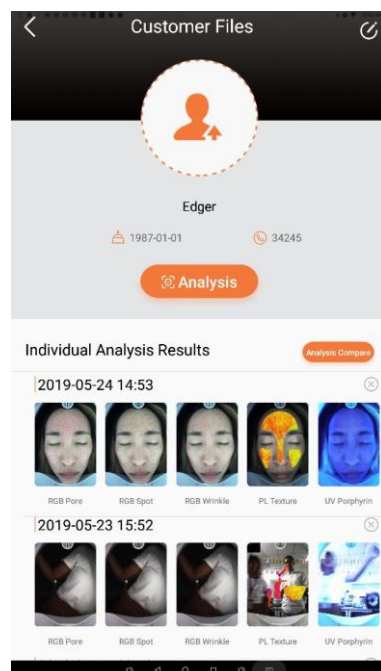 Customer Files
Edger
1987-01-01 34245
Analysis
Individual Analysis Results Analysis Compare
2019-05-24 14:53
RGB Pore RGB Spot RGB Wrinkle PL Texture UV Porphyrin
2019-05-23 15:52
RGB Pore RGB Spot RGB Wrinkle PL Texture UV Porphyrin